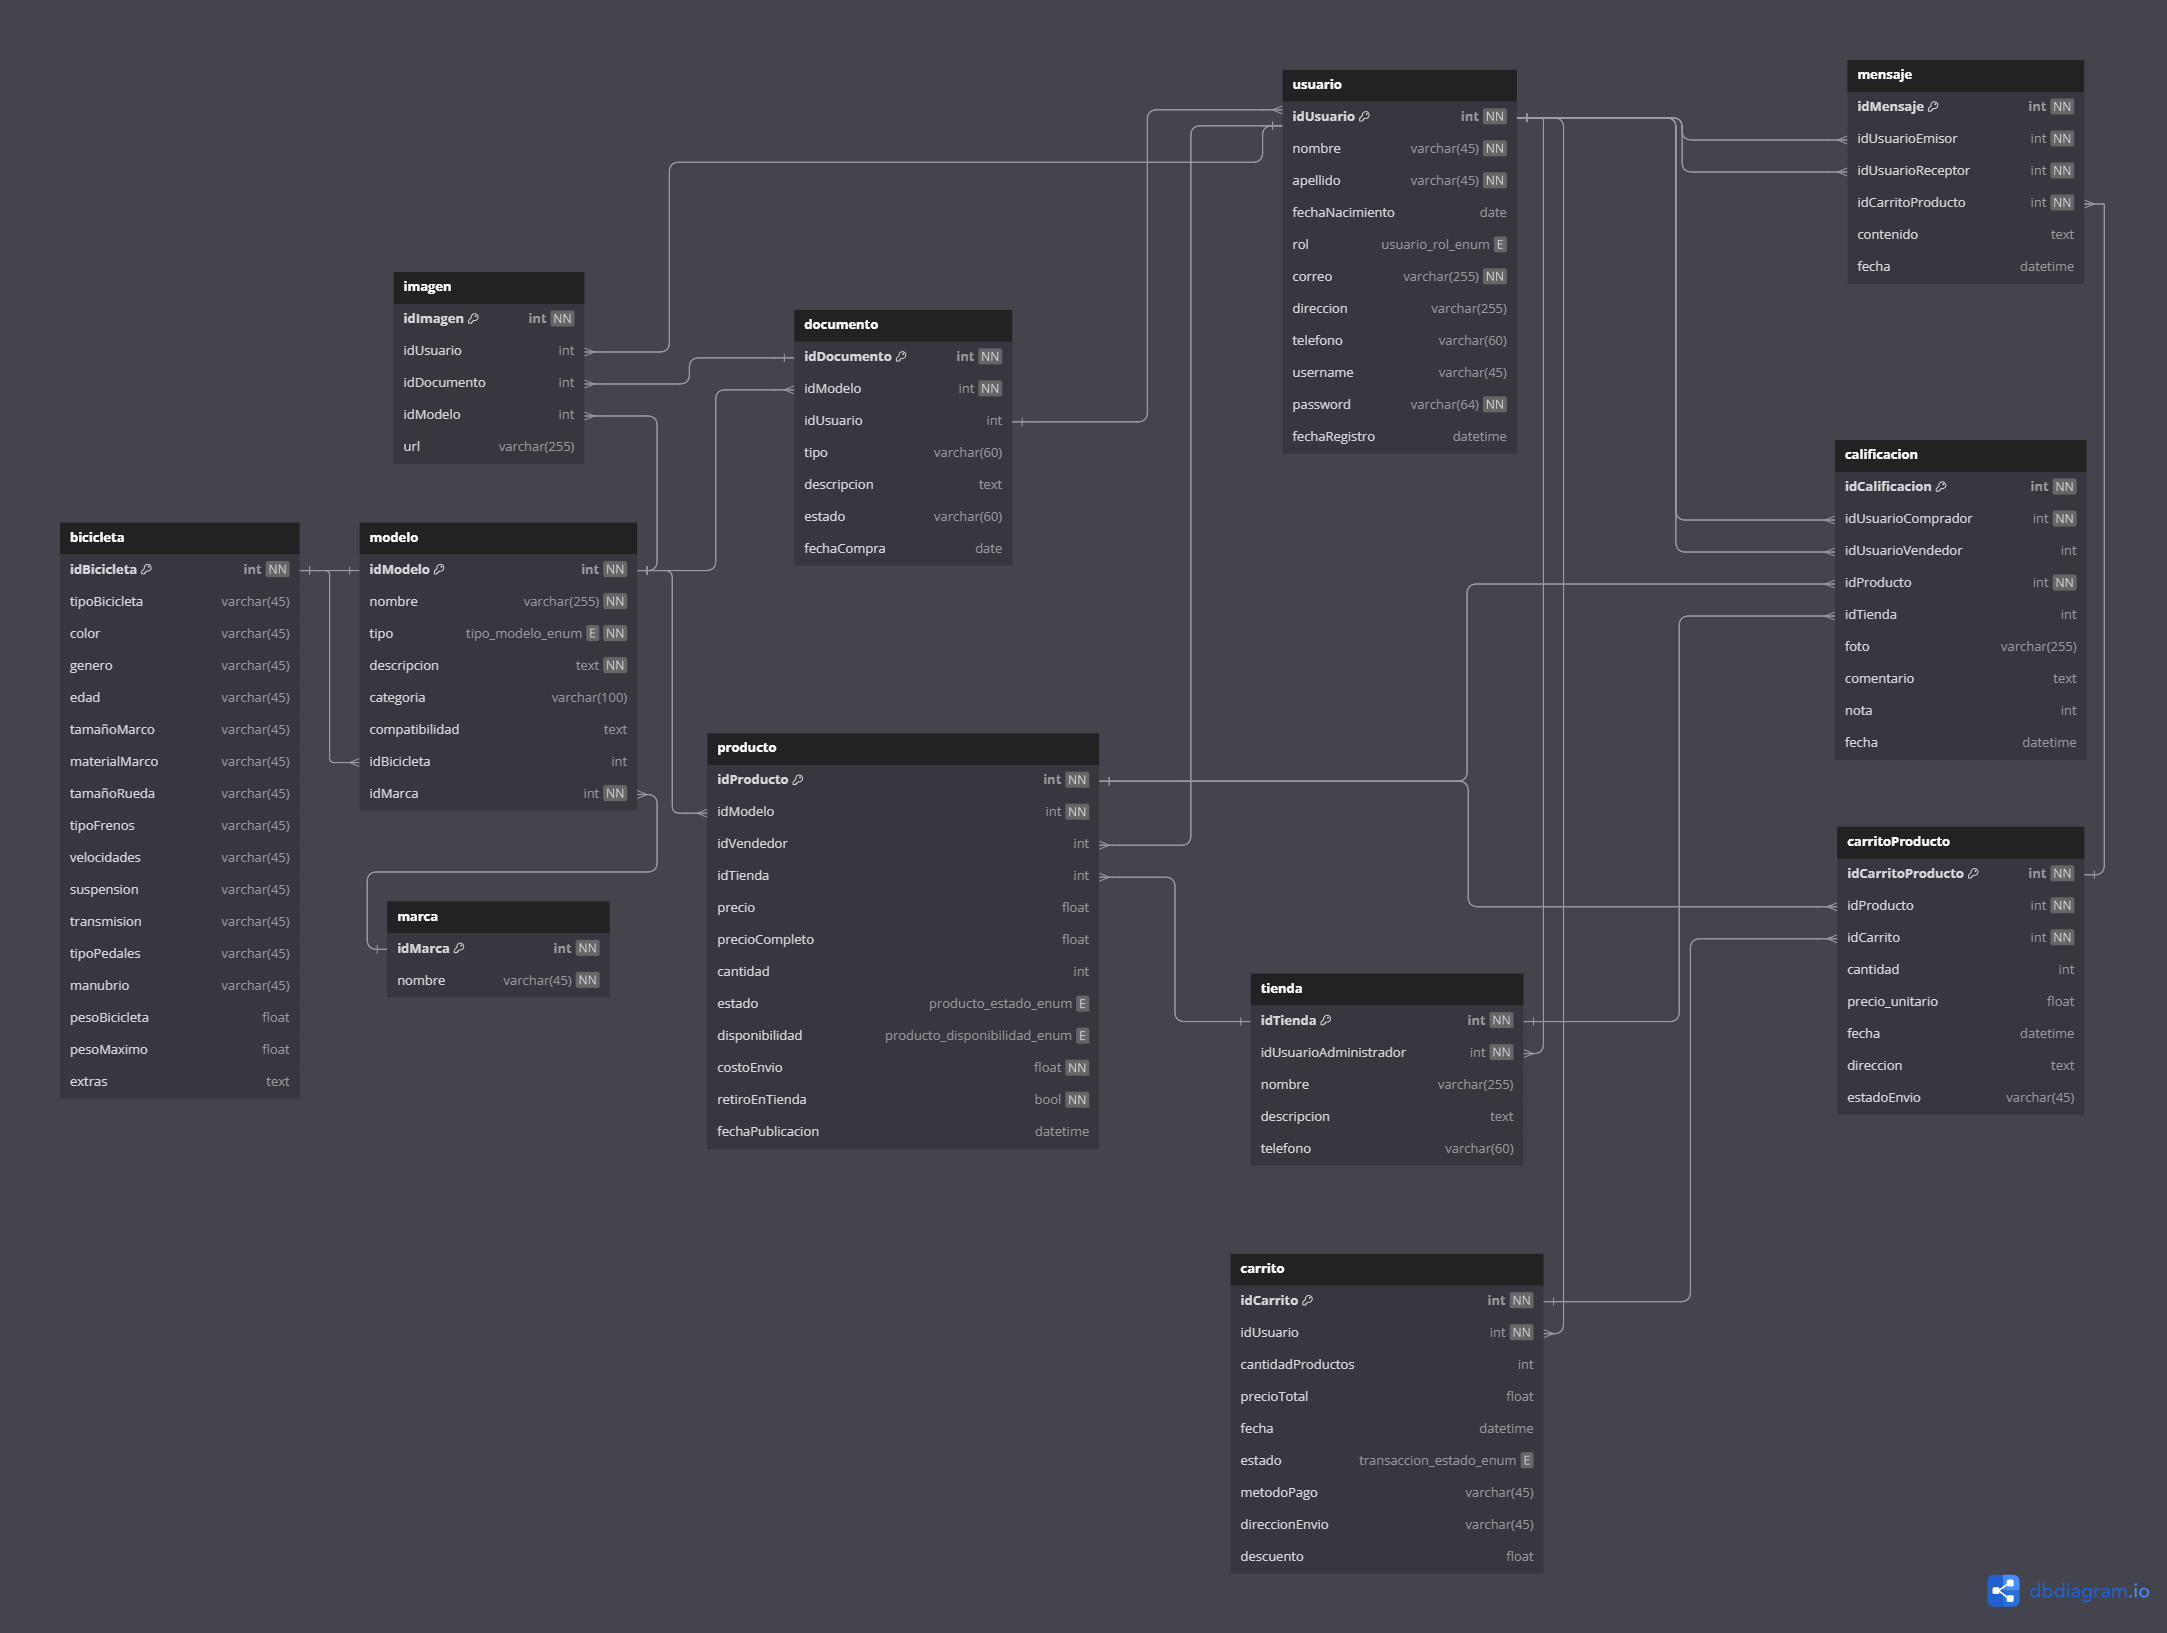 usuario
idUsuario int NN
nombre varchar(45) NN
apellido varchar(45) NN
fechaNacimiento date
rol usuario_rol_enum E
correo varchar(255) NN
direccion varchar(255)
telefono varchar(60)
username varchar(45)
password varchar(64) NN
fechaRegistro datetime
mensaje
idMensaje int NN
idUsuarioEmisor int NN
idUsuarioReceptor int NN
idCarritoProducto int NN
contenido text
fecha datetime
imagen
idImagen int NN
idUsuario int
idDocumento int
idModelo int
url varchar(255)
documento
idDocumento int NN
idModelo int NN
idUsuario int
tipo varchar(60)
descripcion text
estado varchar(60)
fechaCompra date
calificacion
idCalificacion int NN
idUsuarioComprador int NN
idUsuarioVendedor int
idProducto int NN
idTienda int
foto varchar(255)
comentario text
nota int
fecha datetime
bicicleta
idBicicleta int NN
tipoBicicleta varchar(45)
color varchar(45)
genero varchar(45)
edad varchar(45)
tamañoMarco varchar(45)
materialMarco varchar(45)
tamañoRueda varchar(45)
tipoFrenos varchar(45)
velocidades varchar(45)
suspension varchar(45)
transmision varchar(45)
tipoPedales varchar(45)
manubrio varchar(45)
pesoBicicleta float
pesoMaximo float
extras text
modelo
idModelo int NN
nombre varchar(255) NN
tipo tipo_modelo_enum E NN
descripcion text NN
categoria varchar(100)
compatibilidad text
idBicicleta int
idMarca int NN
marca
idMarca int NN
nombre varchar(45) NN
producto
idProducto int NN
idModelo int NN
idVendedor int
idTienda int
precio float
precioCompleto float
cantidad int
estado producto_estado_enum E
disponibilidad producto_disponibilidad_enum E
costoEnvio float NN
retiroEnTienda bool NN
fechaPublicacion datetime
carritoProducto
idCarritoProducto int NN
idProducto int NN
idCarrito int NN
cantidad int
precio_unitario float
fecha datetime
direccion text
estadoEnvio varchar(45)
tienda
idTienda int NN
idUsuarioAdministrador int NN
nombre varchar(255)
descripcion text
telefono varchar(60)
carrito
idCarrito int NN
idUsuario int NN
cantidadProductos int
precioTotal float
fecha datetime
estado transaccion_estado_enum E
metodoPago varchar(45)
direccionEnvio varchar(45)
descuento float
dbdiagram.io